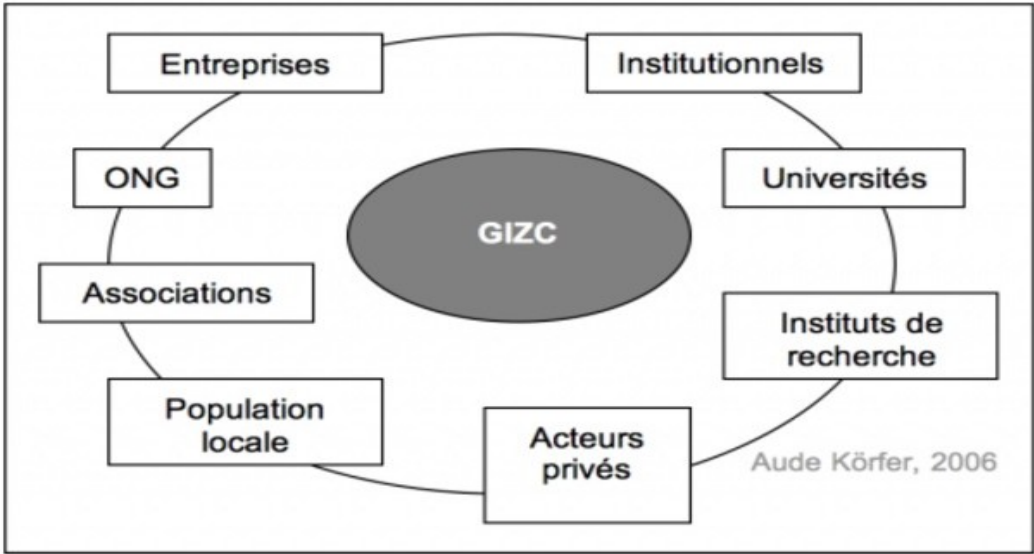 Entreprises
Institutionnels
ONG
Universités
GIZC
Associations
Instituts de
recherche
Population
locale
Acteurs
privés
Aude Körfer, 2006